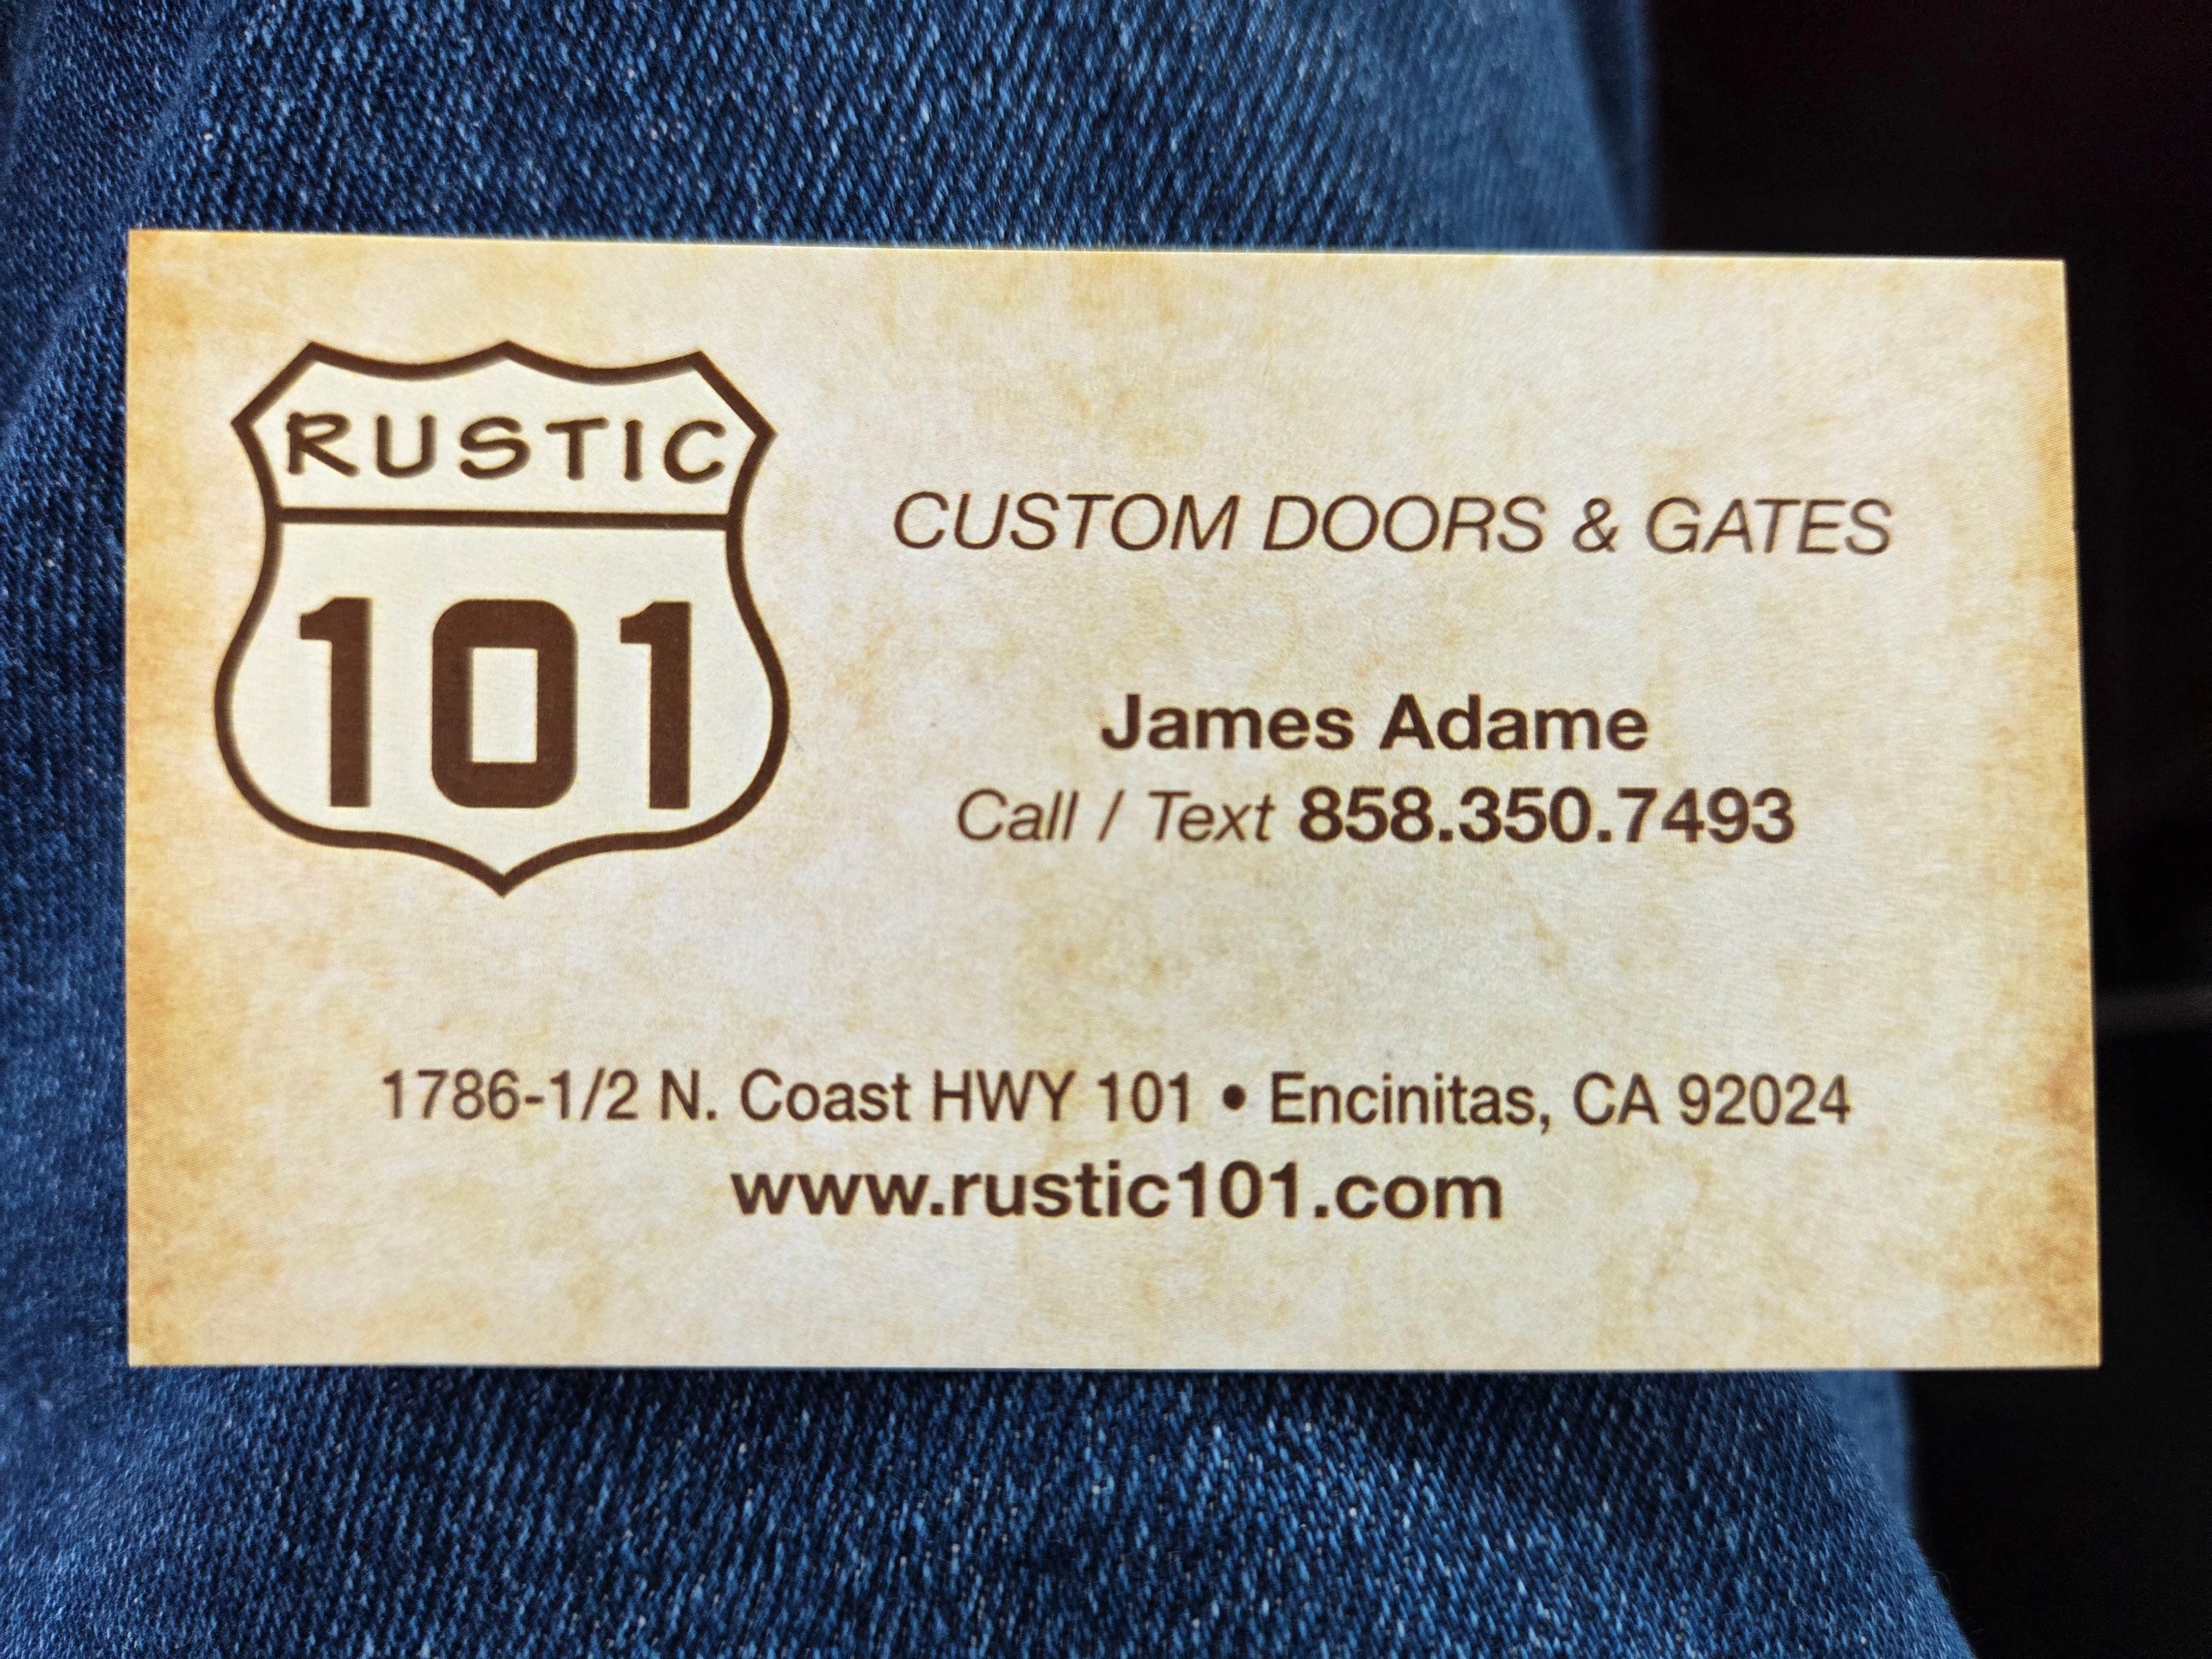 RUSTIC
101
CUSTOM DOORS & GATES
James Adame
Call / Text 858.350.7493
1786-1/2 N. Coast HWY 101 • Encinitas, CA 92024
www.rustic101.com